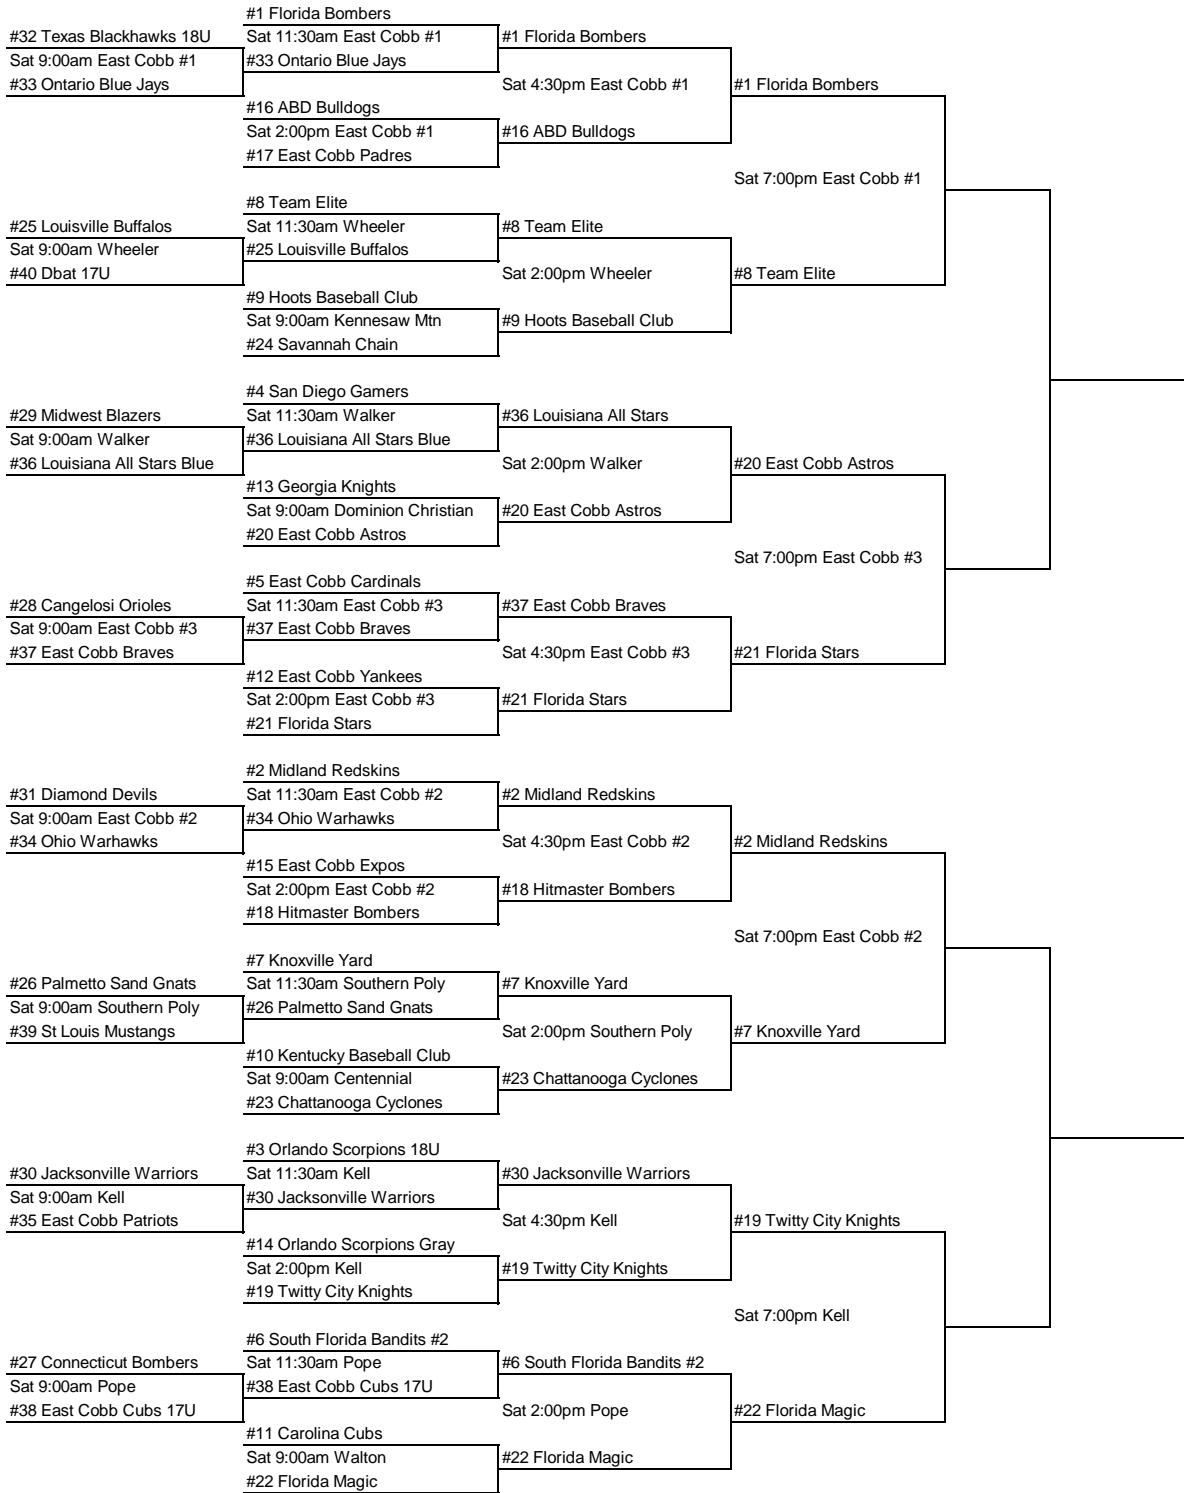 #1 Florida Bombers
#32 Texas Blackhawks 18U
Sat 11:30am East Cobb #1
#1 Florida Bombers
Sat 9:00am East Cobb #1
#33 Ontario Blue Jays
#33 Ontario Blue Jays
Sat 4:30pm East Cobb #1
#1 Florida Bombers
#16 ABD Bulldogs
Sat 2:00pm East Cobb #1
#16 ABD Bulldogs
#17 East Cobb Padres
Sat 7:00pm East Cobb #1
#8 Team Elite
#25 Louisville Buffalos
Sat 11:30am Wheeler
#8 Team Elite
Sat 9:00am Wheeler
#25 Louisville Buffalos
#40 Dbat 17U
Sat 2:00pm Wheeler
#8 Team Elite
#9 Hoots Baseball Club
Sat 9:00am Kennesaw Mtn
#9 Hoots Baseball Club
#24 Savannah Chain
#4 San Diego Gamers
#29 Midwest Blazers
Sat 11:30am Walker
#36 Louisiana All Stars
Sat 9:00am Walker
#36 Louisiana All Stars Blue
#36 Louisiana All Stars Blue
Sat 2:00pm Walker
#20 East Cobb Astros
#13 Georgia Knights
Sat 9:00am Dominion Christian
#20 East Cobb Astros
#20 East Cobb Astros
Sat 7:00pm East Cobb #3
#5 East Cobb Cardinals
#28 Cangelosi Orioles
Sat 11:30am East Cobb #3
#37 East Cobb Braves
Sat 9:00am East Cobb #3
#37 East Cobb Braves
#37 East Cobb Braves
Sat 4:30pm East Cobb #3
#21 Florida Stars
#12 East Cobb Yankees
Sat 2:00pm East Cobb #3
#21 Florida Stars
#21 Florida Stars
#2 Midland Redskins
#31 Diamond Devils
Sat 11:30am East Cobb #2
#2 Midland Redskins
Sat 9:00am East Cobb #2
#34 Ohio Warhawks
#34 Ohio Warhawks
Sat 4:30pm East Cobb #2
#2 Midland Redskins
#15 East Cobb Expos
Sat 2:00pm East Cobb #2
#18 Hitmaster Bombers
#18 Hitmaster Bombers
Sat 7:00pm East Cobb #2
#7 Knoxville Yard
#26 Palmetto Sand Gnats
Sat 11:30am Southern Poly
#7 Knoxville Yard
Sat 9:00am Southern Poly
#26 Palmetto Sand Gnats
#39 St Louis Mustangs
Sat 2:00pm Southern Poly
#7 Knoxville Yard
#10 Kentucky Baseball Club
Sat 9:00am Centennial
#23 Chattanooga Cyclones
#23 Chattanooga Cyclones
#3 Orlando Scorpions 18U
#30 Jacksonville Warriors
Sat 11:30am Kell
#30 Jacksonville Warriors
Sat 9:00am Kell
#30 Jacksonville Warriors
#35 East Cobb Patriots
Sat 4:30pm Kell
#19 Twitty City Knights
#14 Orlando Scorpions Gray
Sat 2:00pm Kell
#19 Twitty City Knights
#19 Twitty City Knights
Sat 7:00pm Kell
#6 South Florida Bandits #2
#27 Connecticut Bombers
Sat 11:30am Pope
#6 South Florida Bandits #2
Sat 9:00am Pope
#38 East Cobb Cubs 17U
#38 East Cobb Cubs 17U
Sat 2:00pm Pope
#22 Florida Magic
#11 Carolina Cubs
Sat 9:00am Walton
#22 Florida Magic
#22 Florida Magic